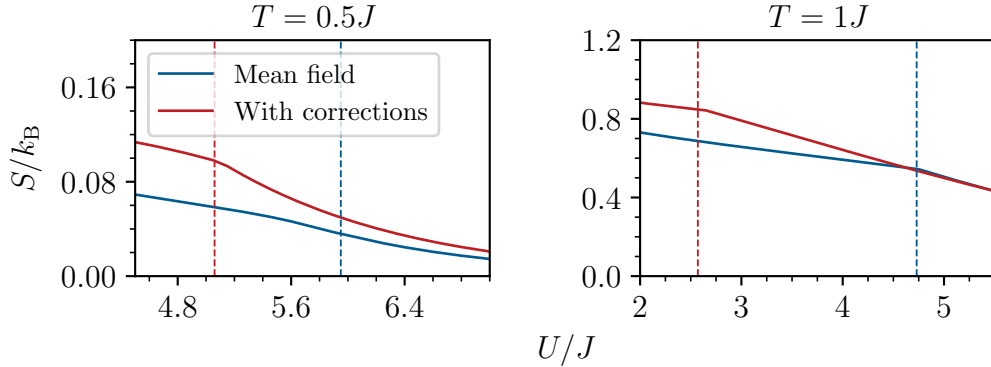 T = 0.5J
T = 1J
S/k_B
0.16
0.08
0.00
Mean field
With corrections
4.8 5.6 6.4
1.2
0.8
0.4
0.0
2 3 4 5
U/J